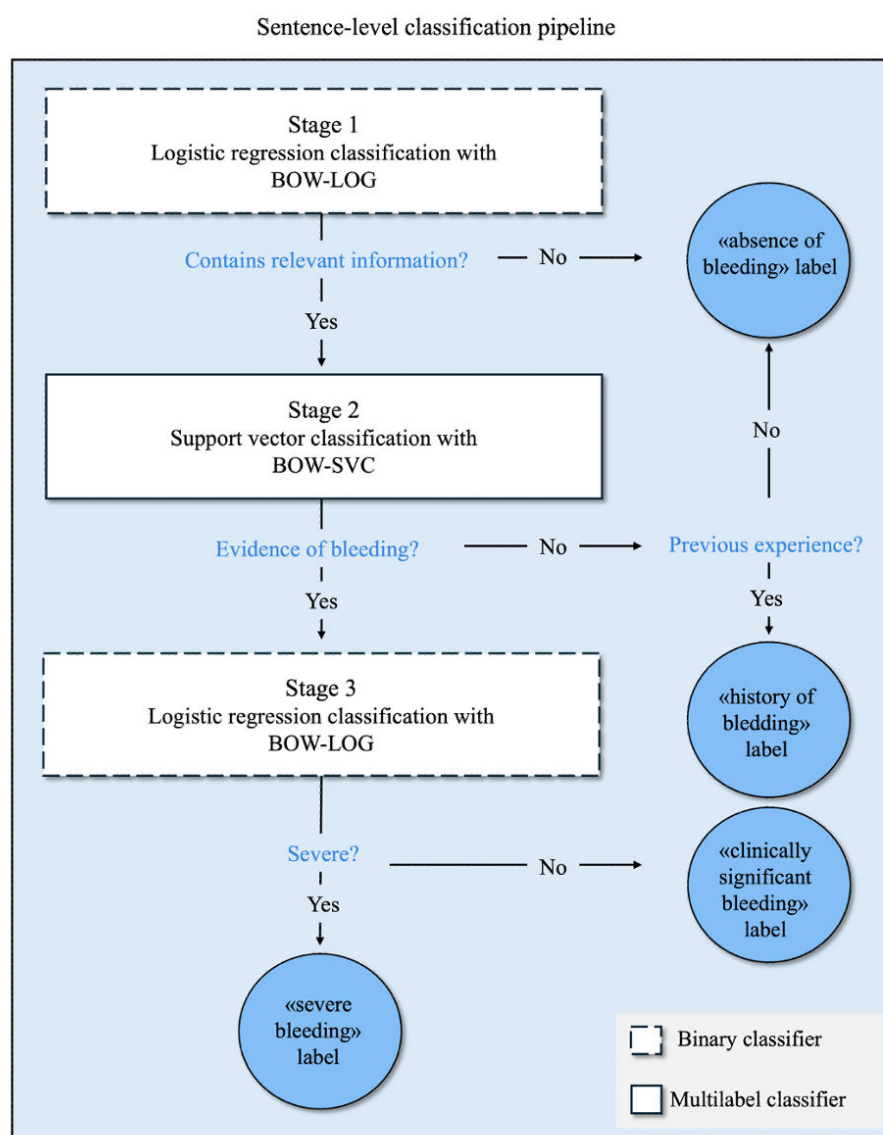 Sentence-level classification pipeline
Stage 1
Logistic regression classification with
BOW-LOG
Contains relevant information?
No
«absence of
bleeding» label
Yes
Stage 2
Support vector classification with
BOW-SVC
No
Evidence of bleeding?
No
Previous experience?
Yes
Yes
Stage 3
Logistic regression classification with
BOW-LOG
«history of
bledding»
label
Severe?
No
«clinically
significant
bleeding»
label
Yes
«severe
bleeding»
label
Binary classifier
Multilabel classifier